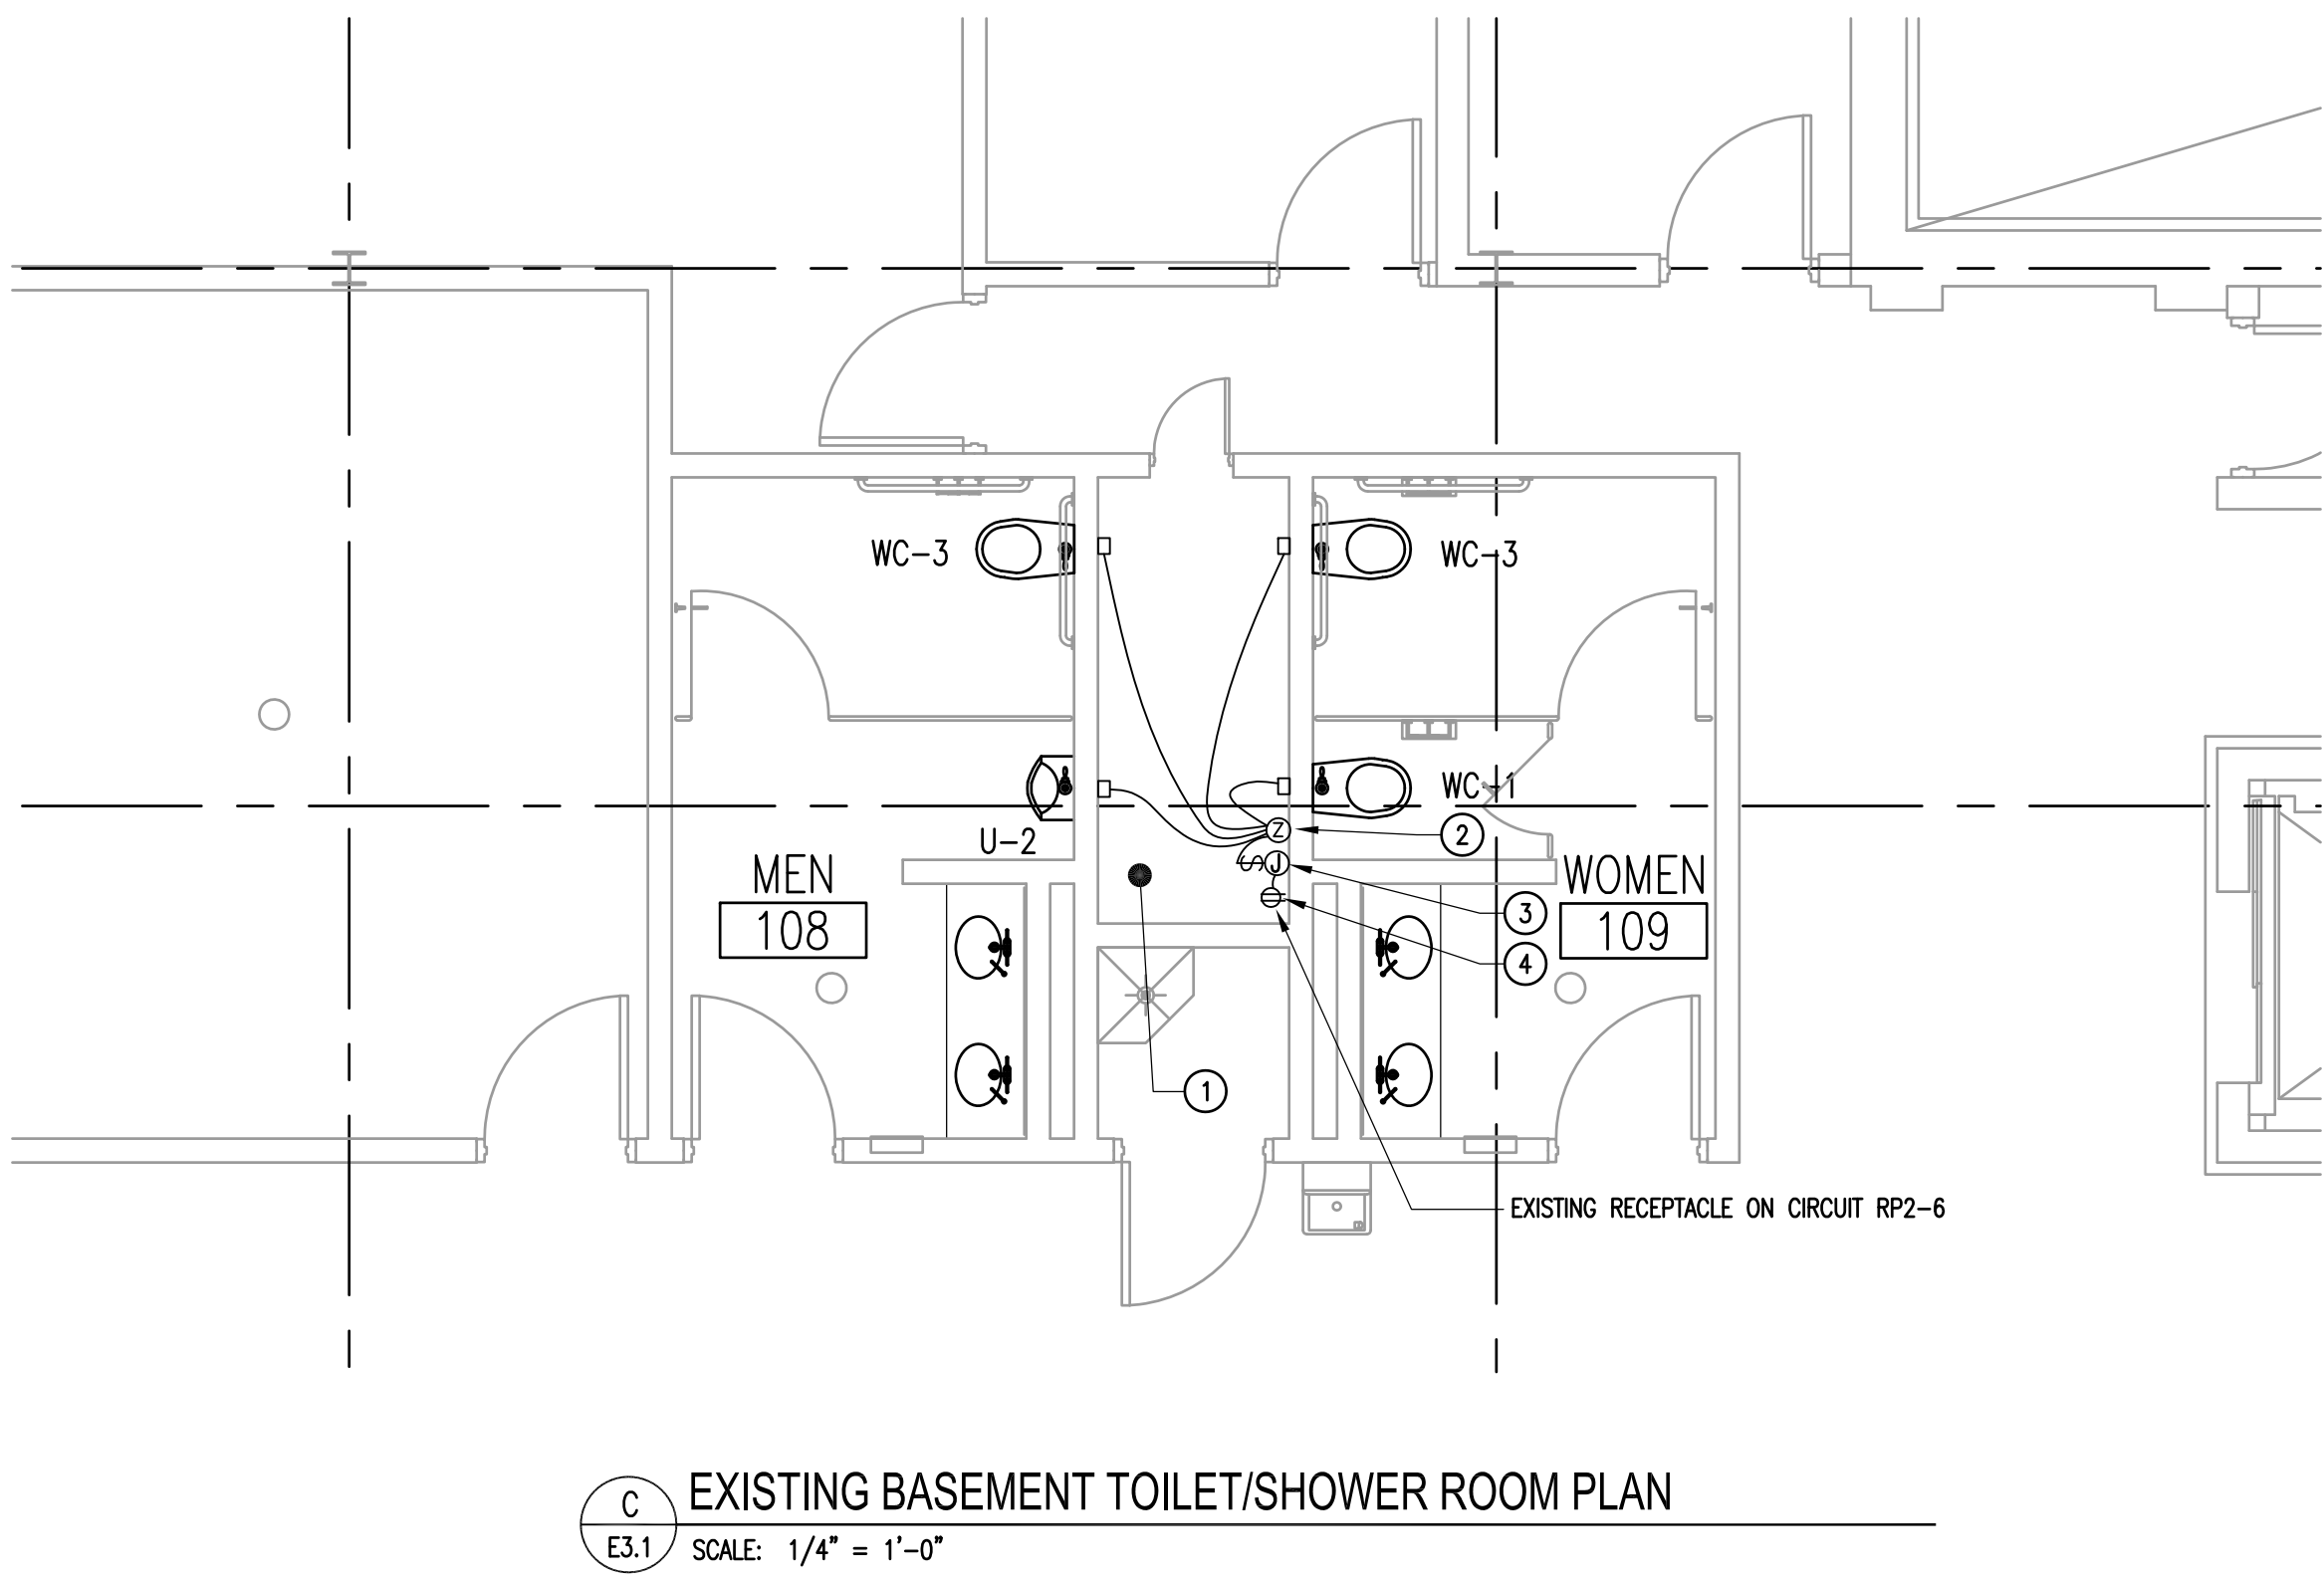 WC-3
WC-3
WC-1
U-2
Z
2
J
S
MEN
108
WOMEN
109
3
4
1
EXISTING RECEPTACLE ON CIRCUIT RP2-6
C
E3.1
EXISTING BASEMENT TOILET/SHOWER ROOM PLAN
SCALE: 1/4" = 1'-0"